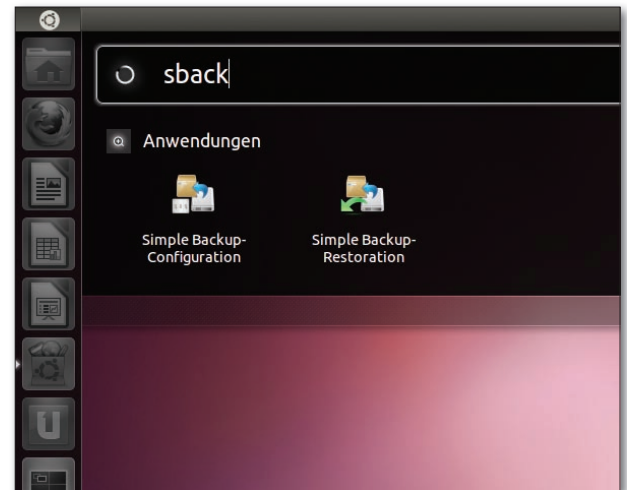 sback
Anwendungen
Simple Backup-
Configuration
Simple Backup-
Restoration